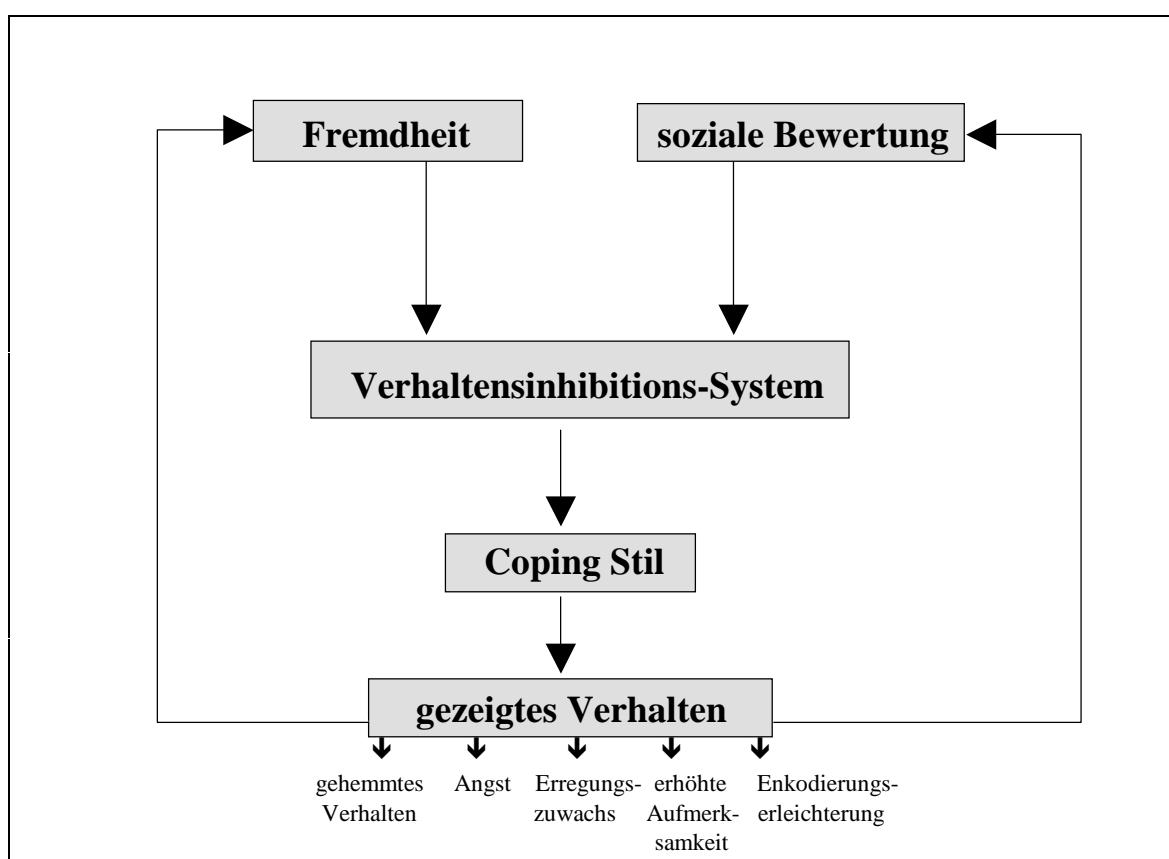 Fremdheit
soziale Bewertung
Verhaltensinhibitions-System
Coping Stil
gezeigtes Verhalten
gehemmtes
Verhalten
Angst
Erregungs-
zuwachs
erhöhte
Aufmerk-
samkeit
Enkodierungs-
erleichterung